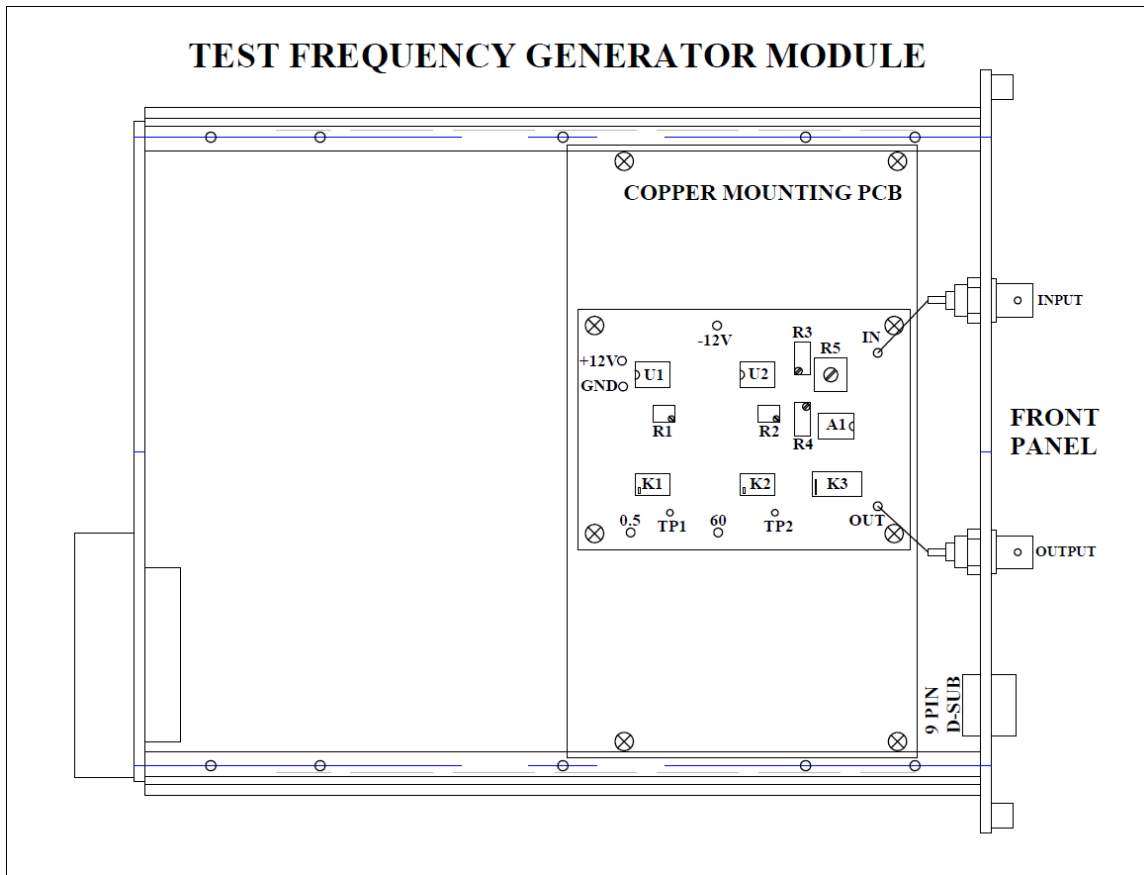 TEST FREQUENCY GENERATOR MODULE
COPPER MOUNTING PCB
INPUT
-12V
R3
IN
R5
+12V
U1
U2
GND
R1
R2
R4
A1
FRONT
PANEL
K1
K2
K3
0.5
TP1
60
TP2
OUT
OUTPUT
9 PIN
D-SUB